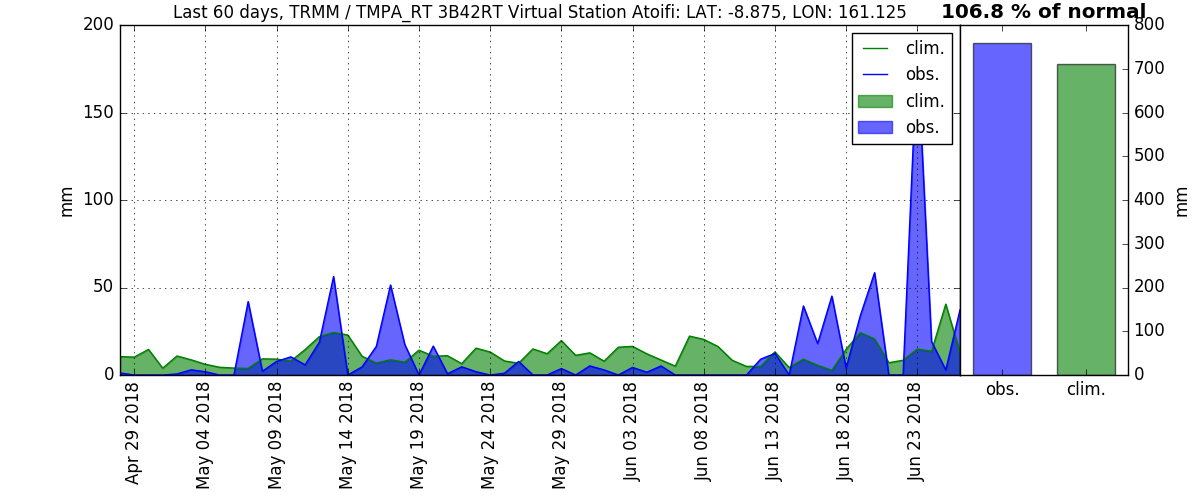 Last 60 days, TRMM / TMPA_RT 3B42RT Virtual Station Atoifi: LAT: -8.875, LON: 161.125
106.8 % of normal
200
150
100
50
0
mm
clim.
obs.
clim.
obs.
800
700
600
500
400
300
200
100
0
mm
obs.
clim.
Apr 29 2018
May 04 2018
May 09 2018
May 14 2018
May 19 2018
May 24 2018
May 29 2018
Jun 03 2018
Jun 08 2018
Jun 13 2018
Jun 18 2018
Jun 23 2018